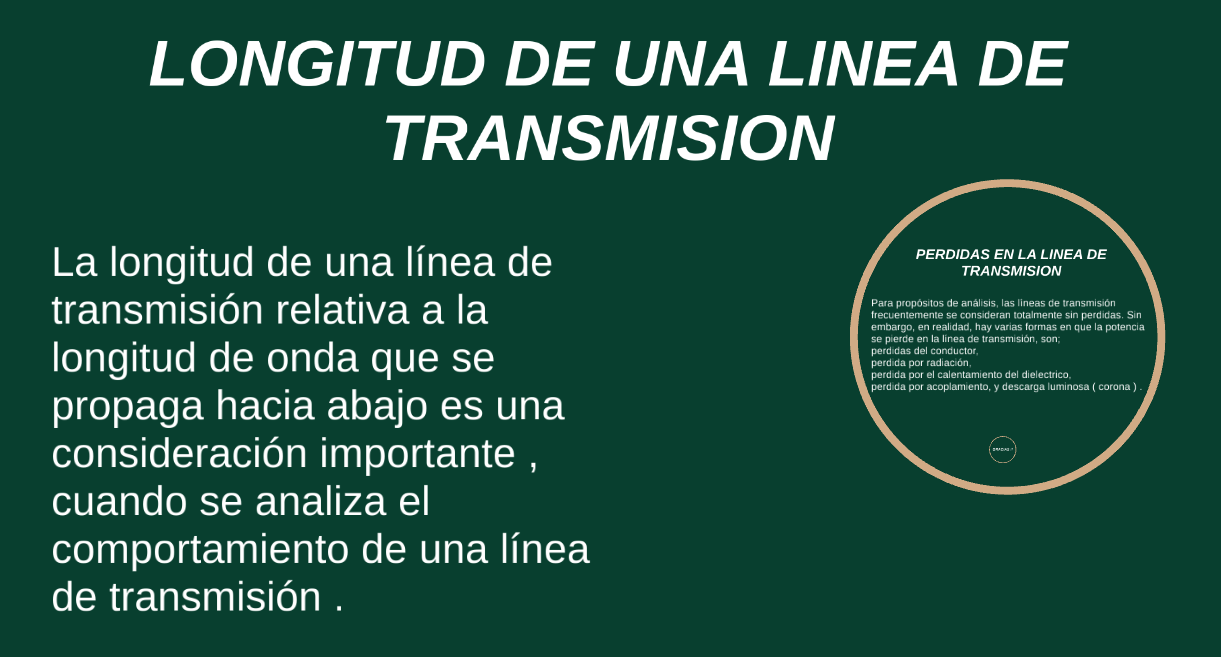 LONGITUD DE UNA LINEA DE
TRANSMISION
La longitud de una línea de
transmisión relativa a la
longitud de onda que se
propaga hacia abajo es una
consideración importante ,
cuando se analiza el
comportamiento de una línea
de transmisión .
PERDIDAS EN LA LINEA DE
TRANSMISION
Para propósitos de análisis, las líneas de transmisión
frecuentemente se consideran totalmente sin perdidas. Sin
embargo, en realidad, hay varias formas en que la potencia
se pierde en la línea de transmisión, son;
perdidas del conductor,
perdida por radiación,
perdida por el calentamiento del dielectrico,
perdida por acoplamiento, y descarga luminosa ( corona ) .